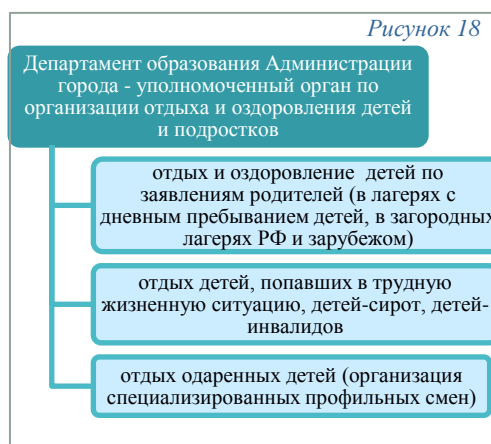 Рисунок 18
Департамент образования Администрации
города - уполномоченный орган по
организации отдыха и оздоровления детей
и подростков
отдых и оздоровление детей по
заявлениям родителей (в лагерях с
дневным пребыванием детей, в загородных
лагерях РФ и зарубежом)
отдых детей, попавших в трудную
жизненную ситуацию, детей-сирот, детей-
инвалидов
отдых одаренных детей (организация
специализированных профильных смен)